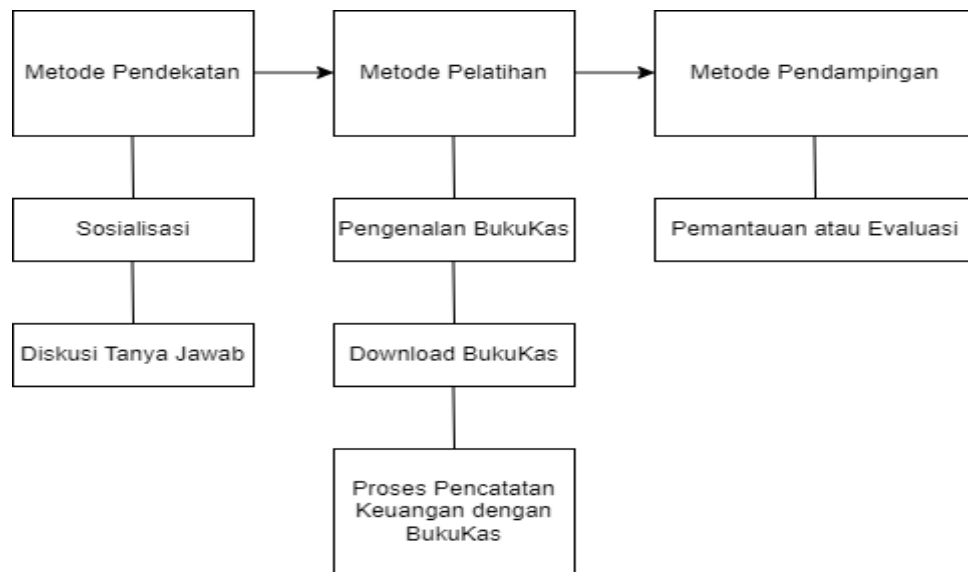 Metode Pendekatan
Metode Pelatihan
Metode Pendampingan
Sosialisasi
Pengenalan BukuKas
Pemantauan atau Evaluasi
Diskusi Tanya Jawab
Download BukuKas
Proses Pencatatan
Keuangan dengan
BukuKas